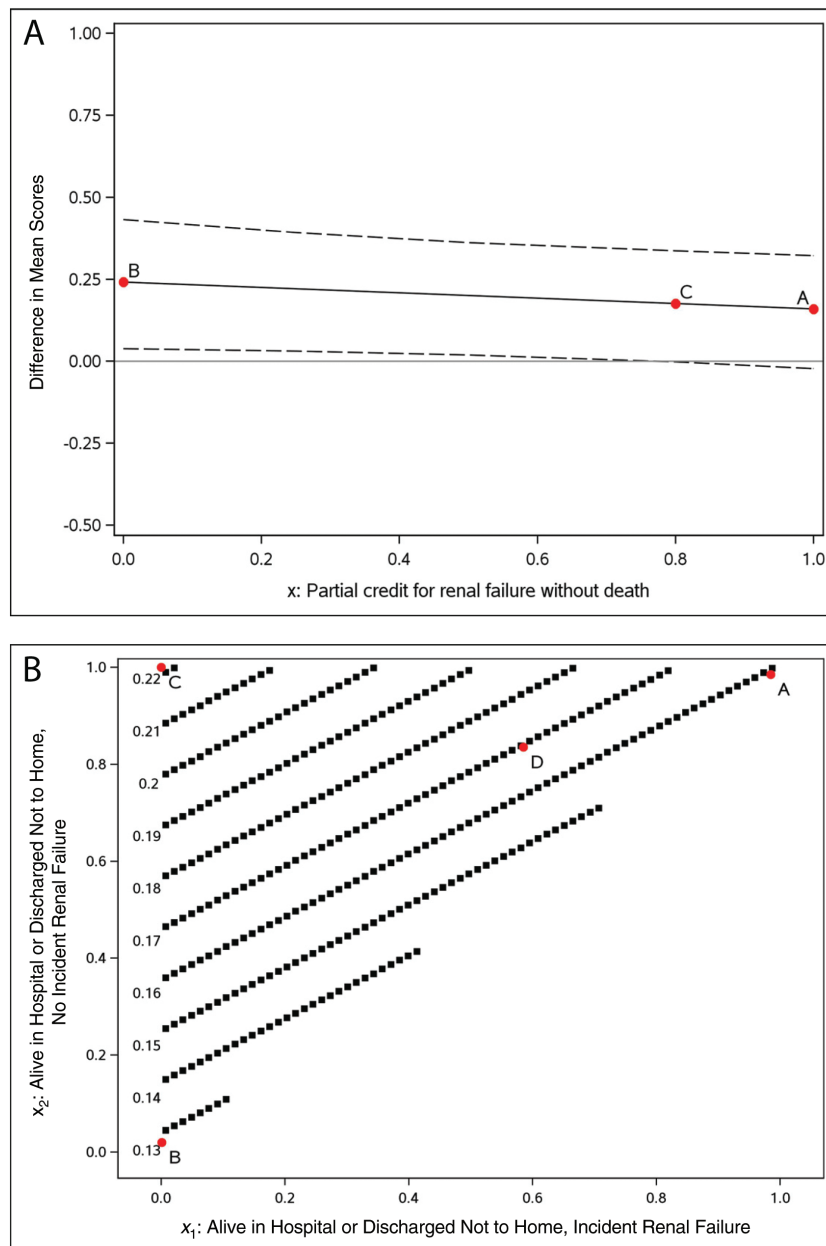 A
1.00
0.75
0.50
0.25
0.00
-0.25
-0.50
Difference in Mean Scores
B
C
A
0.0 0.2 0.4 0.6 0.8 1.0
x: Partial credit for renal failure without death
B
1.0
0.8
0.6
0.4
0.2
0.0
x2: Alive in Hospital or Discharged Not to Home,
No Incident Renal Failure
0.22 C
0.21
0.2
0.19
0.18
0.17
0.16
0.15
0.14
0.13 B
A
D
0.0 0.2 0.4 0.6 0.8 1.0
x1: Alive in Hospital or Discharged Not to Home, Incident Renal Failure